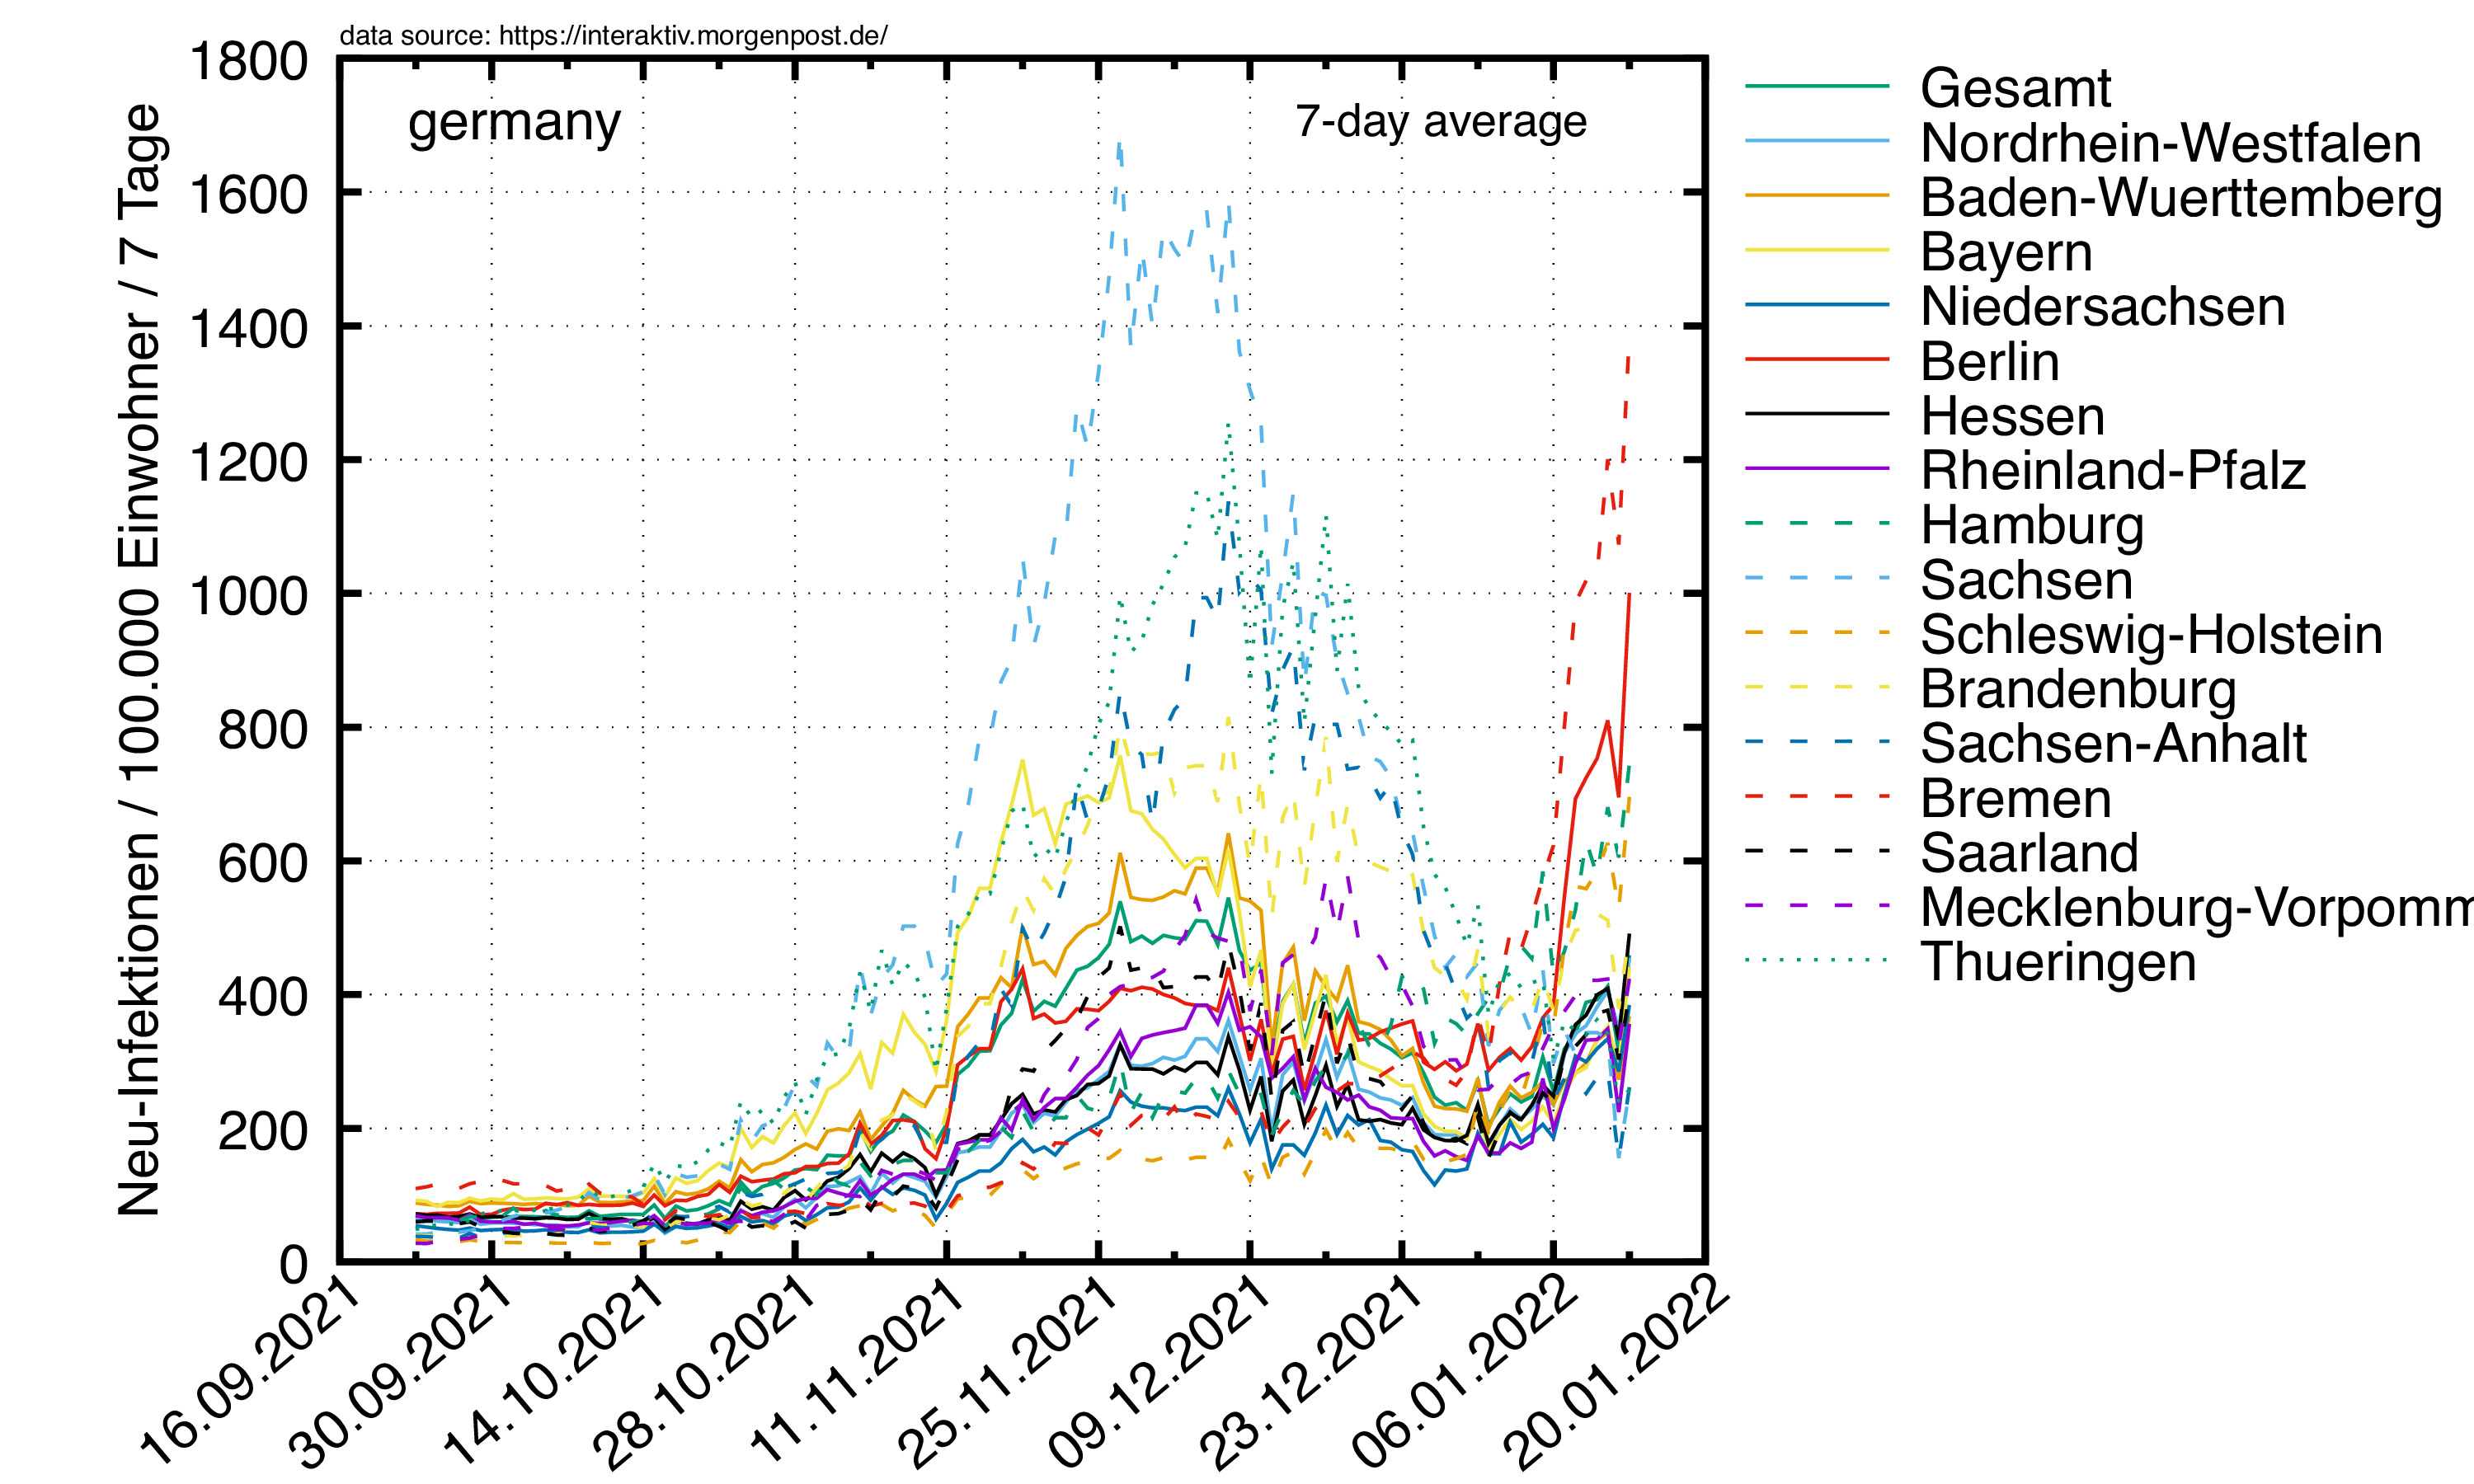 data source: https://interaktiv.morgenpost.de/
germany
7-day average
Neu-Infektionen / 100.000 Einwohner / 7 Tage
1800
1600
1400
1200
1000
800
600
400
200
0
16.09.2021
30.09.2021
14.10.2021
28.10.2021
11.11.2021
25.11.2021
09.12.2021
23.12.2021
06.01.2022
20.01.2022
Gesamt
Nordrhein-Westfalen
Baden-Wuerttemberg
Bayern
Niedersachsen
Berlin
Hessen
Rheinland-Pfalz
Hamburg
Sachsen
Schleswig-Holstein
Brandenburg
Sachsen-Anhalt
Bremen
Saarland
Mecklenburg-Vorpomm
Thueringen